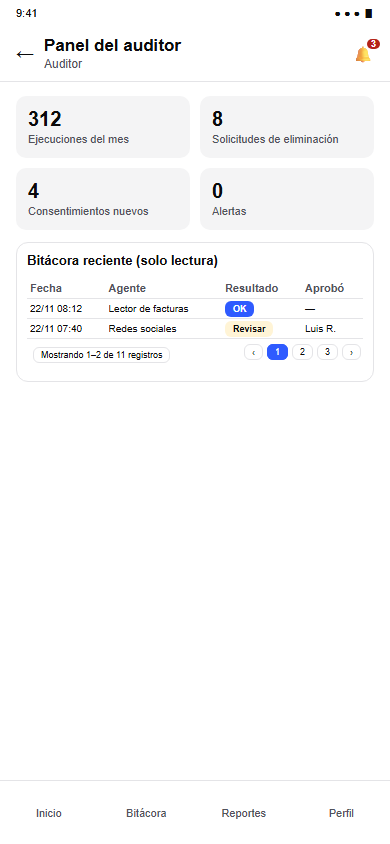 9:41
←
Panel del auditor
3
Auditor
312
Ejecuciones del mes
8
Solicitudes de eliminación
4
Consentimientos nuevos
0
Alertas
Bitácora reciente (solo lectura)
Fecha Agente Resultado Aprobó
22/11 08:12 Lector de facturas OK —
22/11 07:40 Redes sociales Revisar Luis R.
Mostrando 1–2 de 11 registros ‹ 1 2 3 ›
Inicio Bitácora Reportes Perfil